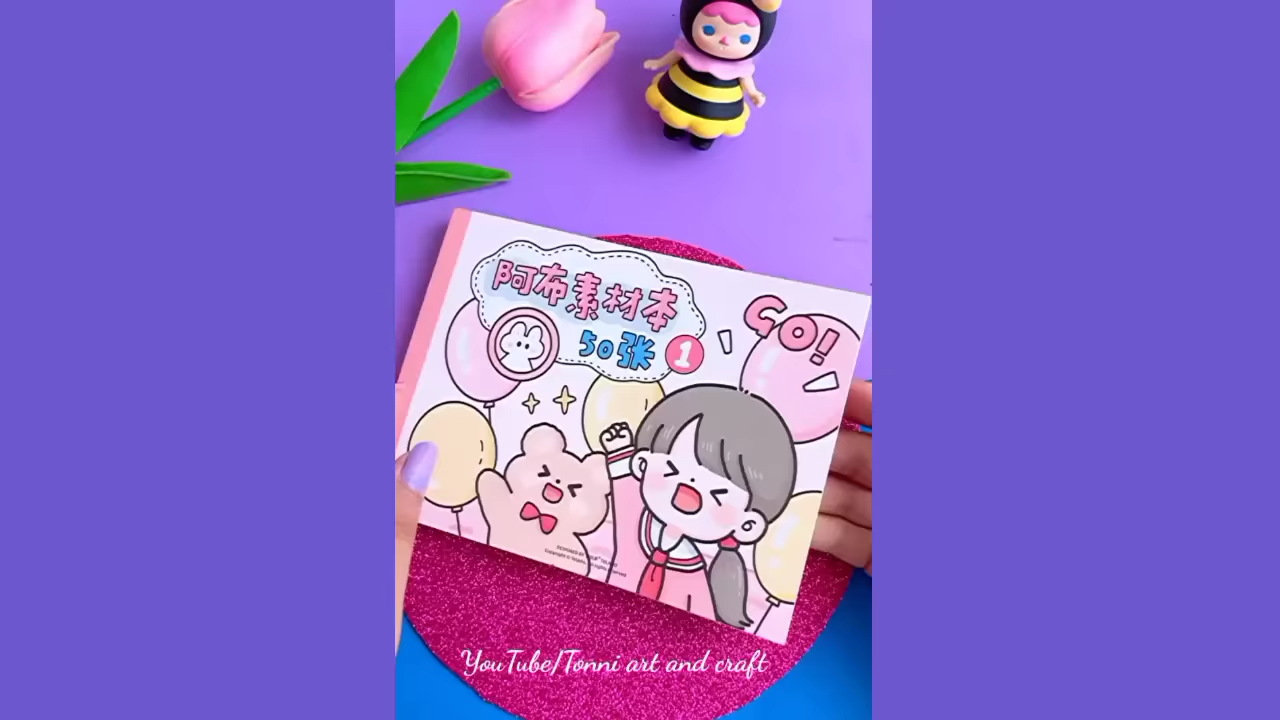 阿布素材本
50张 1
GO!
YouTube/Tonni art and craft